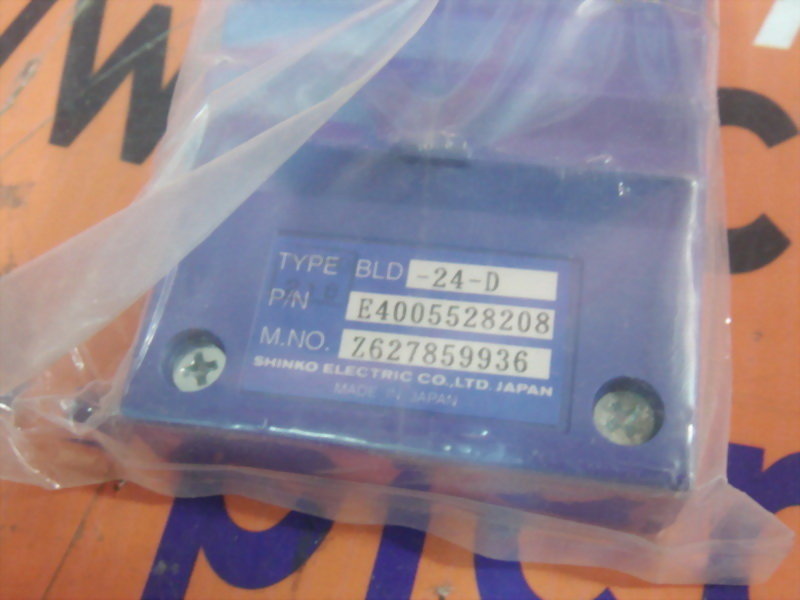 TYPE BLD -24-D
P/N E4005528208
M.NO. Z627859936
SHINKO ELECTRIC CO.,LTD. JAPAN
MADE IN JAPAN